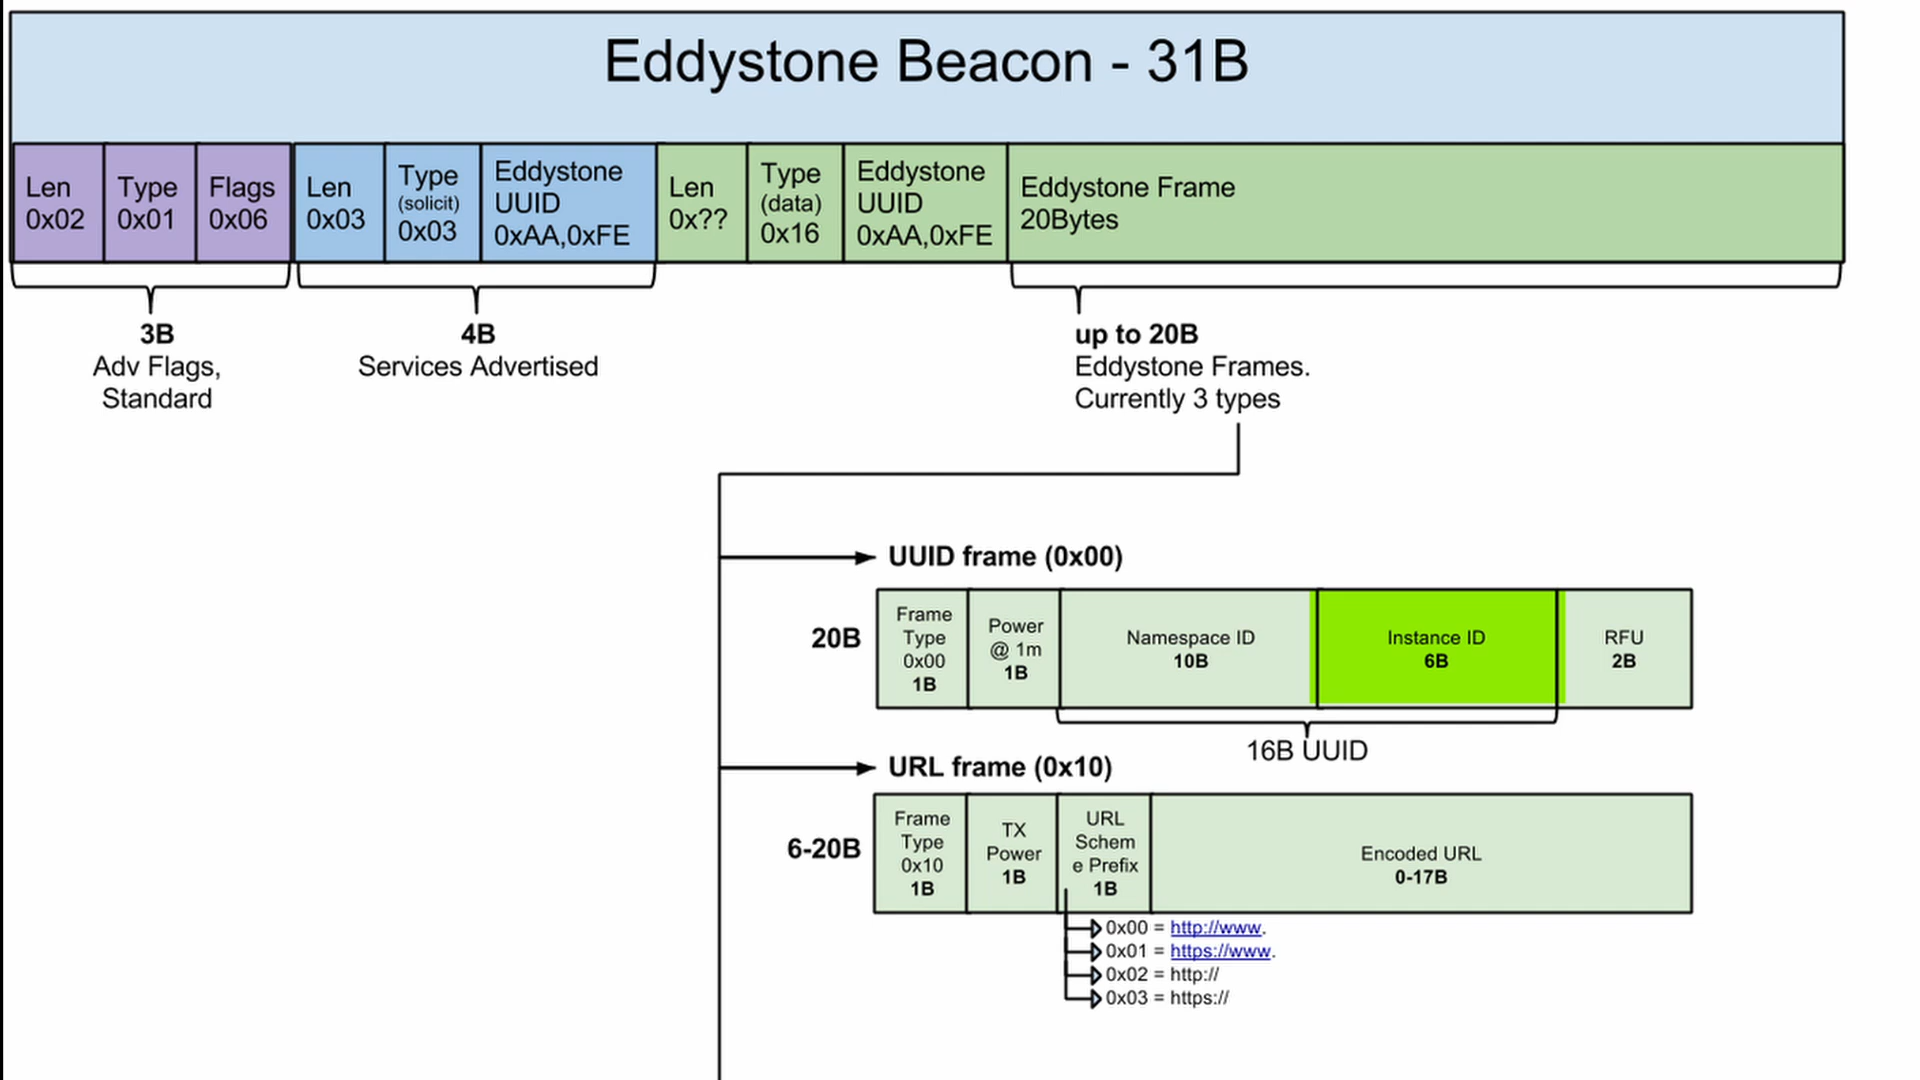 Eddystone Beacon - 31B
Len
0x02
Type
0x01
Flags
0x06
Len
0x03
Type
(solicit)
0x03
Eddystone
UUID
0xAA,0xFE
Len
0x??
Type
(data)
0x16
Eddystone
UUID
0xAA,0xFE
Eddystone Frame
20Bytes
3B
Adv Flags,
Standard
4B
Services Advertised
up to 20B
Eddystone Frames.
Currently 3 types
UUID frame (0x00)
20B
Frame
Type
0x00
1B
Power
@ 1m
1B
Namespace ID
10B
Instance ID
6B
RFU
2B
16B UUID
URL frame (0x10)
6-20B
Frame
Type
0x10
1B
TX
Power
1B
URL
Schem
e Prefix
1B
Encoded URL
0-17B
0x00 = http://www.
0x01 = https://www.
0x02 = http://
0x03 = https://